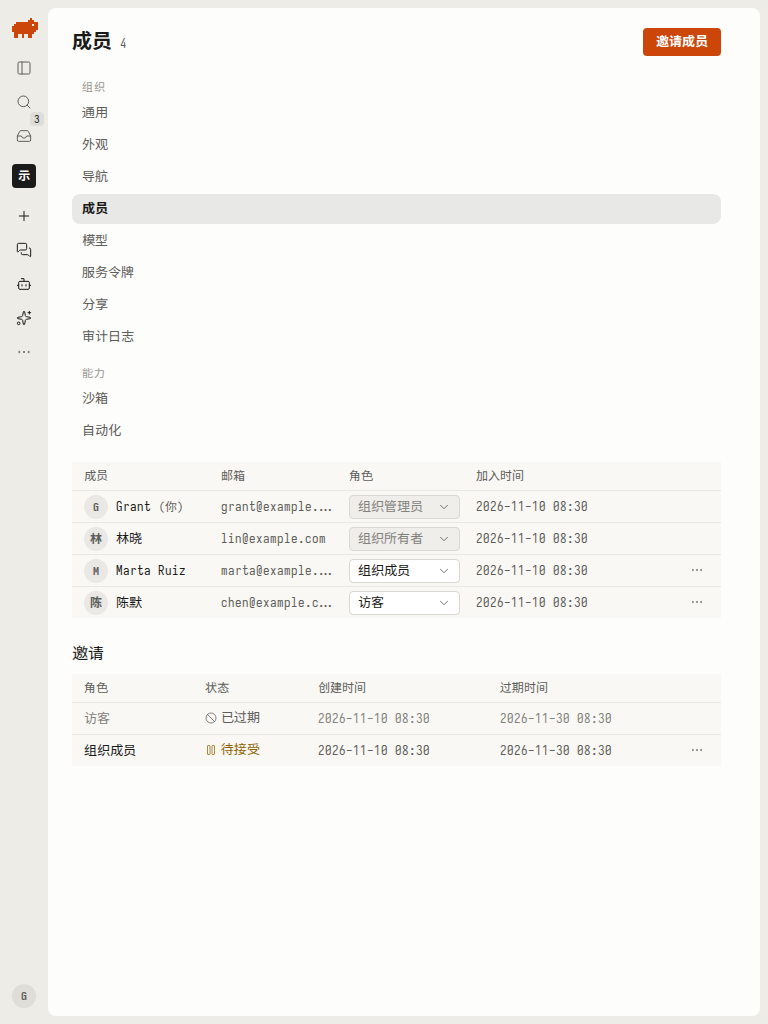 成员 4
邀请成员
3
示
组织
通用
外观
导航
成员
模型
服务令牌
分享
审计日志
能力
沙箱
自动化
成员 邮箱 角色 加入时间
G Grant (你) grant@example.... 组织管理员 2026-11-10 08:30
林 林晓 lin@example.com 组织所有者 2026-11-10 08:30
M Marta Ruiz marta@example.... 组织成员 2026-11-10 08:30
陈 陈默 chen@example.c... 访客 2026-11-10 08:30
邀请
角色 状态 创建时间 过期时间
访客 已过期 2026-11-10 08:30 2026-11-30 08:30
组织成员 待接受 2026-11-10 08:30 2026-11-30 08:30
G